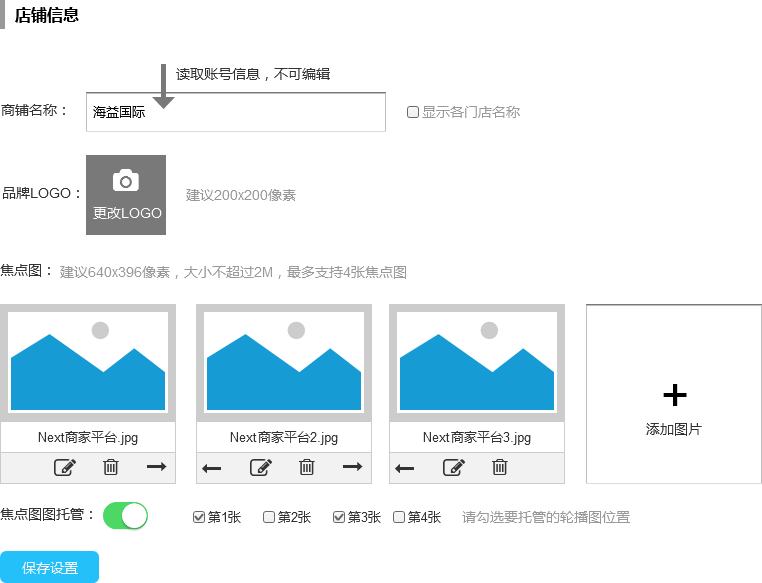 店铺信息
读取账号信息，不可编辑
商铺名称：
海益国际
显示各门店名称
品牌LOGO：
更改LOGO
建议200x200像素
焦点图：
建议640x396像素，大小不超过2M，最多支持4张焦点图
Next商家平台.jpg
Next商家平台2.jpg
Next商家平台3.jpg
添加图片
焦点图图托管：
第1张
第2张
第3张
第4张
请勾选要托管的轮播图位置
保存设置